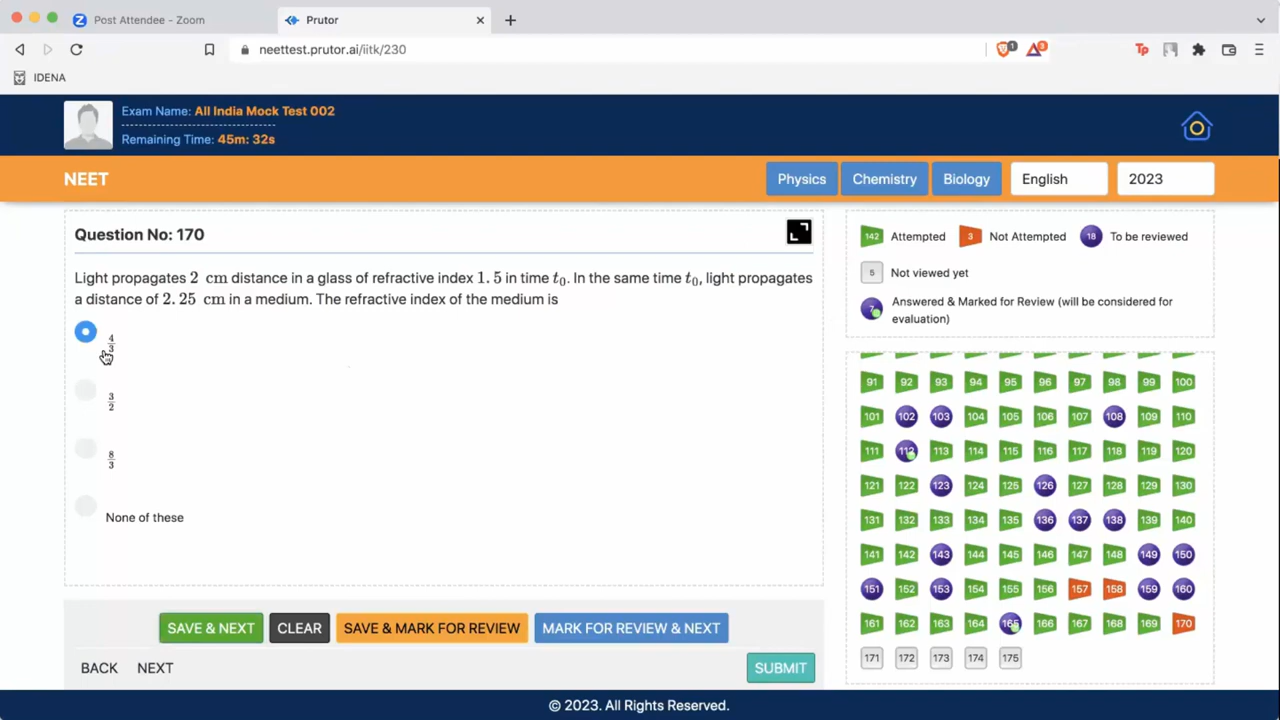 Post Attendee - Zoom
Prutor
neettest.prutor.ai/iitk/230
1
3
Tp
IDENA
Exam Name: All India Mock Test 002
Remaining Time: 45m: 32s
NEET
Physics
Chemistry
Biology
English
2023
Question No: 170
Light propagates 2 cm distance in a glass of refractive index 1.5 in time t₀. In the same time t₀, light propagates
a distance of 2.25 cm in a medium. The refractive index of the medium is
4/3
3/2
8/3
None of these
SAVE & NEXT
CLEAR
SAVE & MARK FOR REVIEW
MARK FOR REVIEW & NEXT
BACK
NEXT
SUBMIT
142 Attempted
3 Not Attempted
18 To be reviewed
5 Not viewed yet
7 Answered & Marked for Review (will be considered for
evaluation)
91 92 93 94 95 96 97 98 99 100
101 102 103 104 105 106 107 108 109 110
111 112 113 114 115 116 117 118 119 120
121 122 123 124 125 126 127 128 129 130
131 132 133 134 135 136 137 138 139 140
141 142 143 144 145 146 147 148 149 150
151 152 153 154 155 156 157 158 159 160
161 162 163 164 165 166 167 168 169 170
171 172 173 174 175
© 2023. All Rights Reserved.